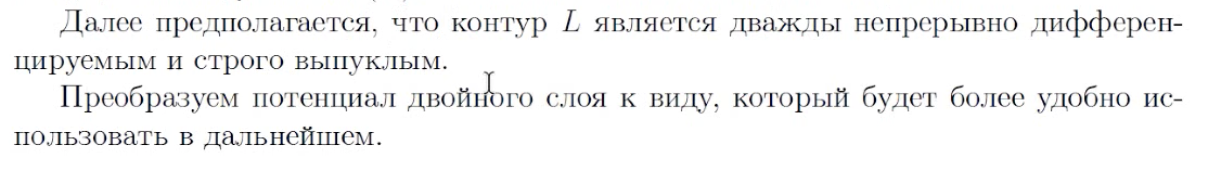 Далее предполагается, что контур L является дважды непрерывно дифферен-
цируемым и строго выпуклым.
Преобразуем потенциал двойного слоя к виду, который будет более удобно ис-
пользовать в дальнейшем.